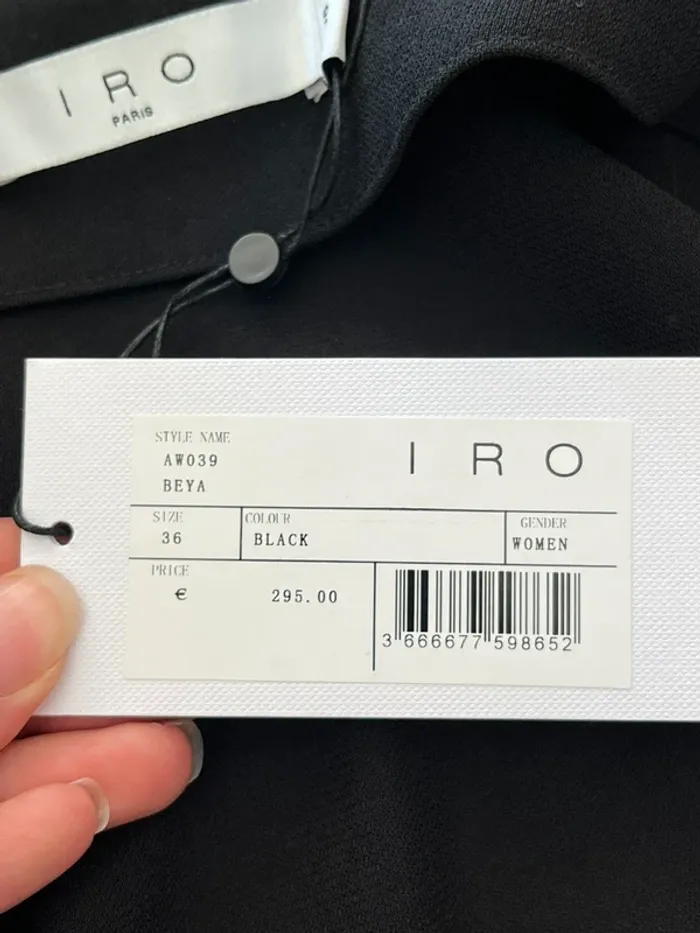 IRO
PARIS
STYLE NAME
AW039
BEYA
IRO
SIZE
36
COLOUR
BLACK
GENDER
WOMEN
PRICE
€ 295.00
3 666677 598652